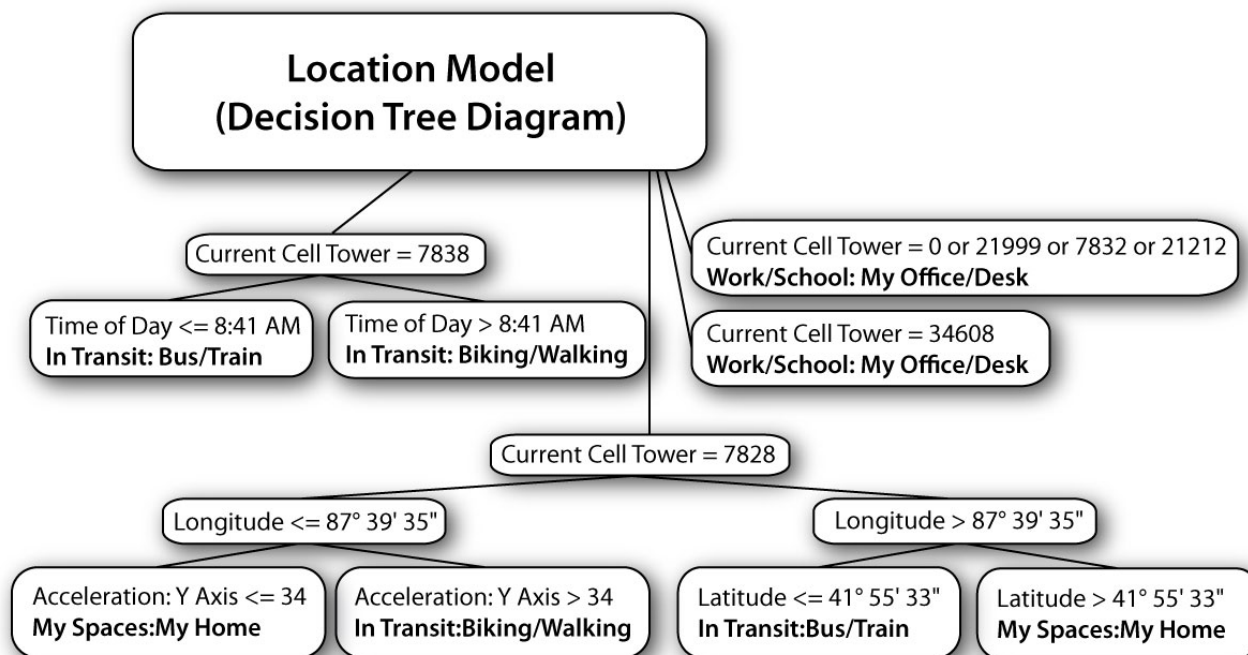 Location Model
(Decision Tree Diagram)
Current Cell Tower = 7838
Time of Day <= 8:41 AM
In Transit: Bus/Train
Time of Day > 8:41 AM
In Transit: Biking/Walking
Current Cell Tower = 0 or 21999 or 7832 or 21212
Work/School: My Office/Desk
Current Cell Tower = 34608
Work/School: My Office/Desk
Current Cell Tower = 7828
Longitude <= 87° 39' 35"
Longitude > 87° 39' 35"
Acceleration: Y Axis <= 34
My Spaces:My Home
Acceleration: Y Axis > 34
In Transit:Biking/Walking
Latitude <= 41° 55' 33"
In Transit:Bus/Train
Latitude > 41° 55' 33"
My Spaces:My Home